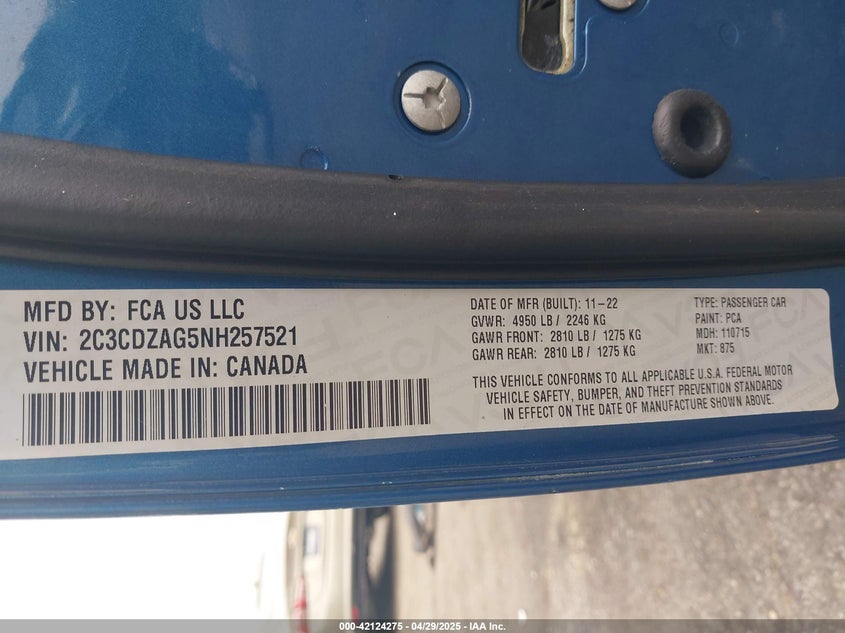 MFD BY: FCA US LLC
VIN: 2C3CDZAG5NH257521
VEHICLE MADE IN: CANADA
DATE OF MFR (BUILT): 11-22
GVWR: 4950 LB / 2246 KG
GAWR FRONT: 2810 LB / 1275 KG
GAWR REAR: 2810 LB / 1275 KG
TYPE: PASSENGER CAR
PAINT: PCA
MDH: 110715
MKT: 875
THIS VEHICLE CONFORMS TO ALL APPLICABLE U.S.A. FEDERAL MOTOR
VEHICLE SAFETY, BUMPER, AND THEFT PREVENTION STANDARDS
IN EFFECT ON THE DATE OF MANUFACTURE SHOWN ABOVE.
000-42124275 - 04/29/2025 - IAA Inc.